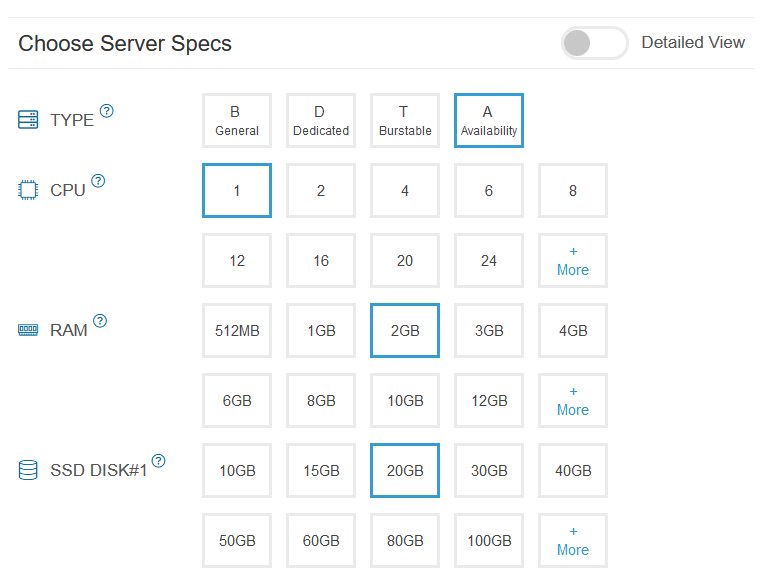 Choose Server Specs
Detailed View
TYPE ?
B
General
D
Dedicated
T
Burstable
A
Availability
CPU ?
1 2 4 6 8
12 16 20 24 + More
RAM ?
512MB 1GB 2GB 3GB 4GB
6GB 8GB 10GB 12GB + More
SSD DISK#1 ?
10GB 15GB 20GB 30GB 40GB
50GB 60GB 80GB 100GB + More